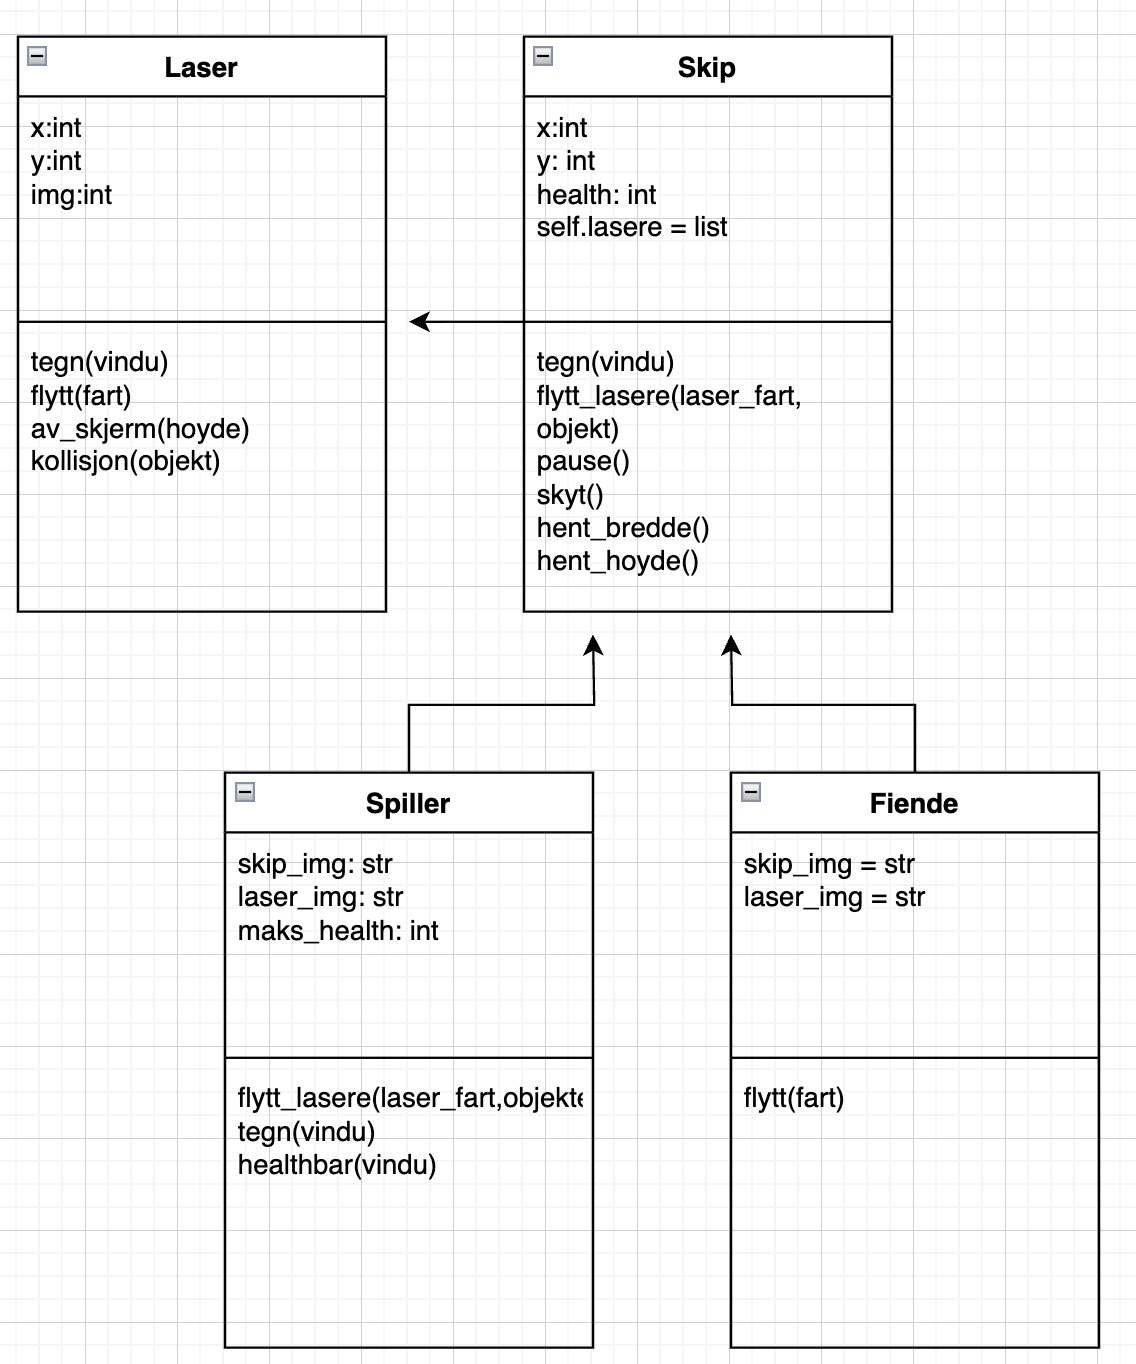 Laser
x:int
y:int
img:int
tegn(vindu)
flytt(fart)
av_skjerm(hoyde)
kollisjon(objekt)
Skip
x:int
y: int
health: int
self.lasere = list
tegn(vindu)
flytt_lasere(laser_fart,
objekt)
pause()
skyt()
hent_bredde()
hent_hoyde()
Spiller
skip_img: str
laser_img: str
maks_health: int
flytt_lasere(laser_fart,objekte
tegn(vindu)
healthbar(vindu)
Fiende
skip_img = str
laser_img = str
flytt(fart)